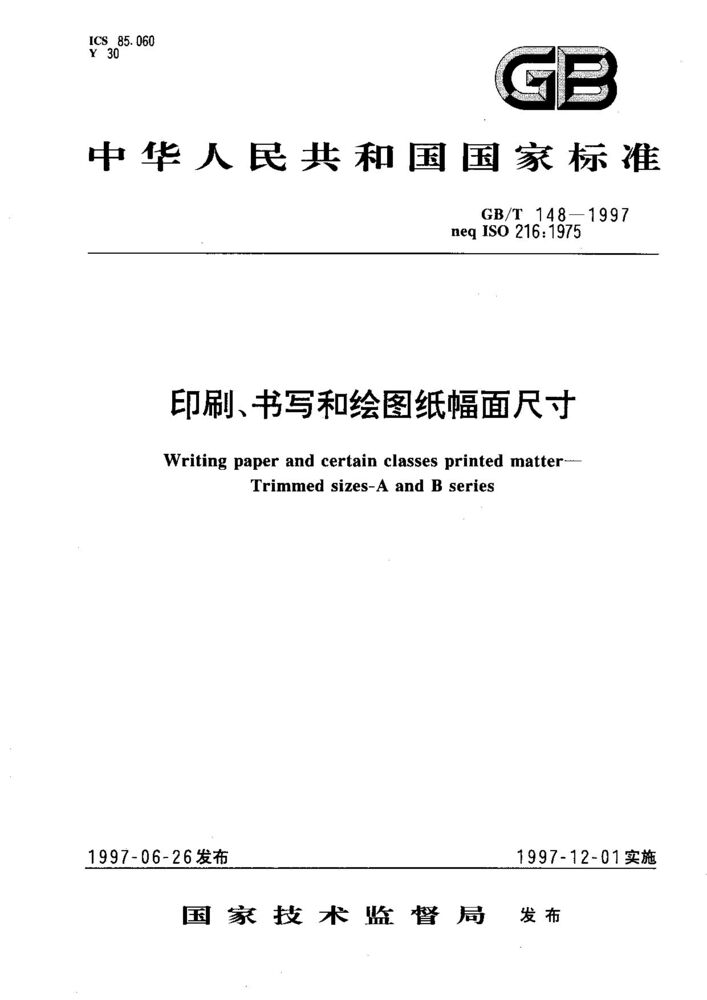 ICS 85.060
Y 30
GB
中华人民共和国国家标准
GB/T 148—1997
neq ISO 216:1975
印刷、书写和绘图纸幅面尺寸
Writing paper and certain classes printed matter—
Trimmed sizes-A and B series
1997-06-26发布
1997-12-01实施
国家技术监督局 发布